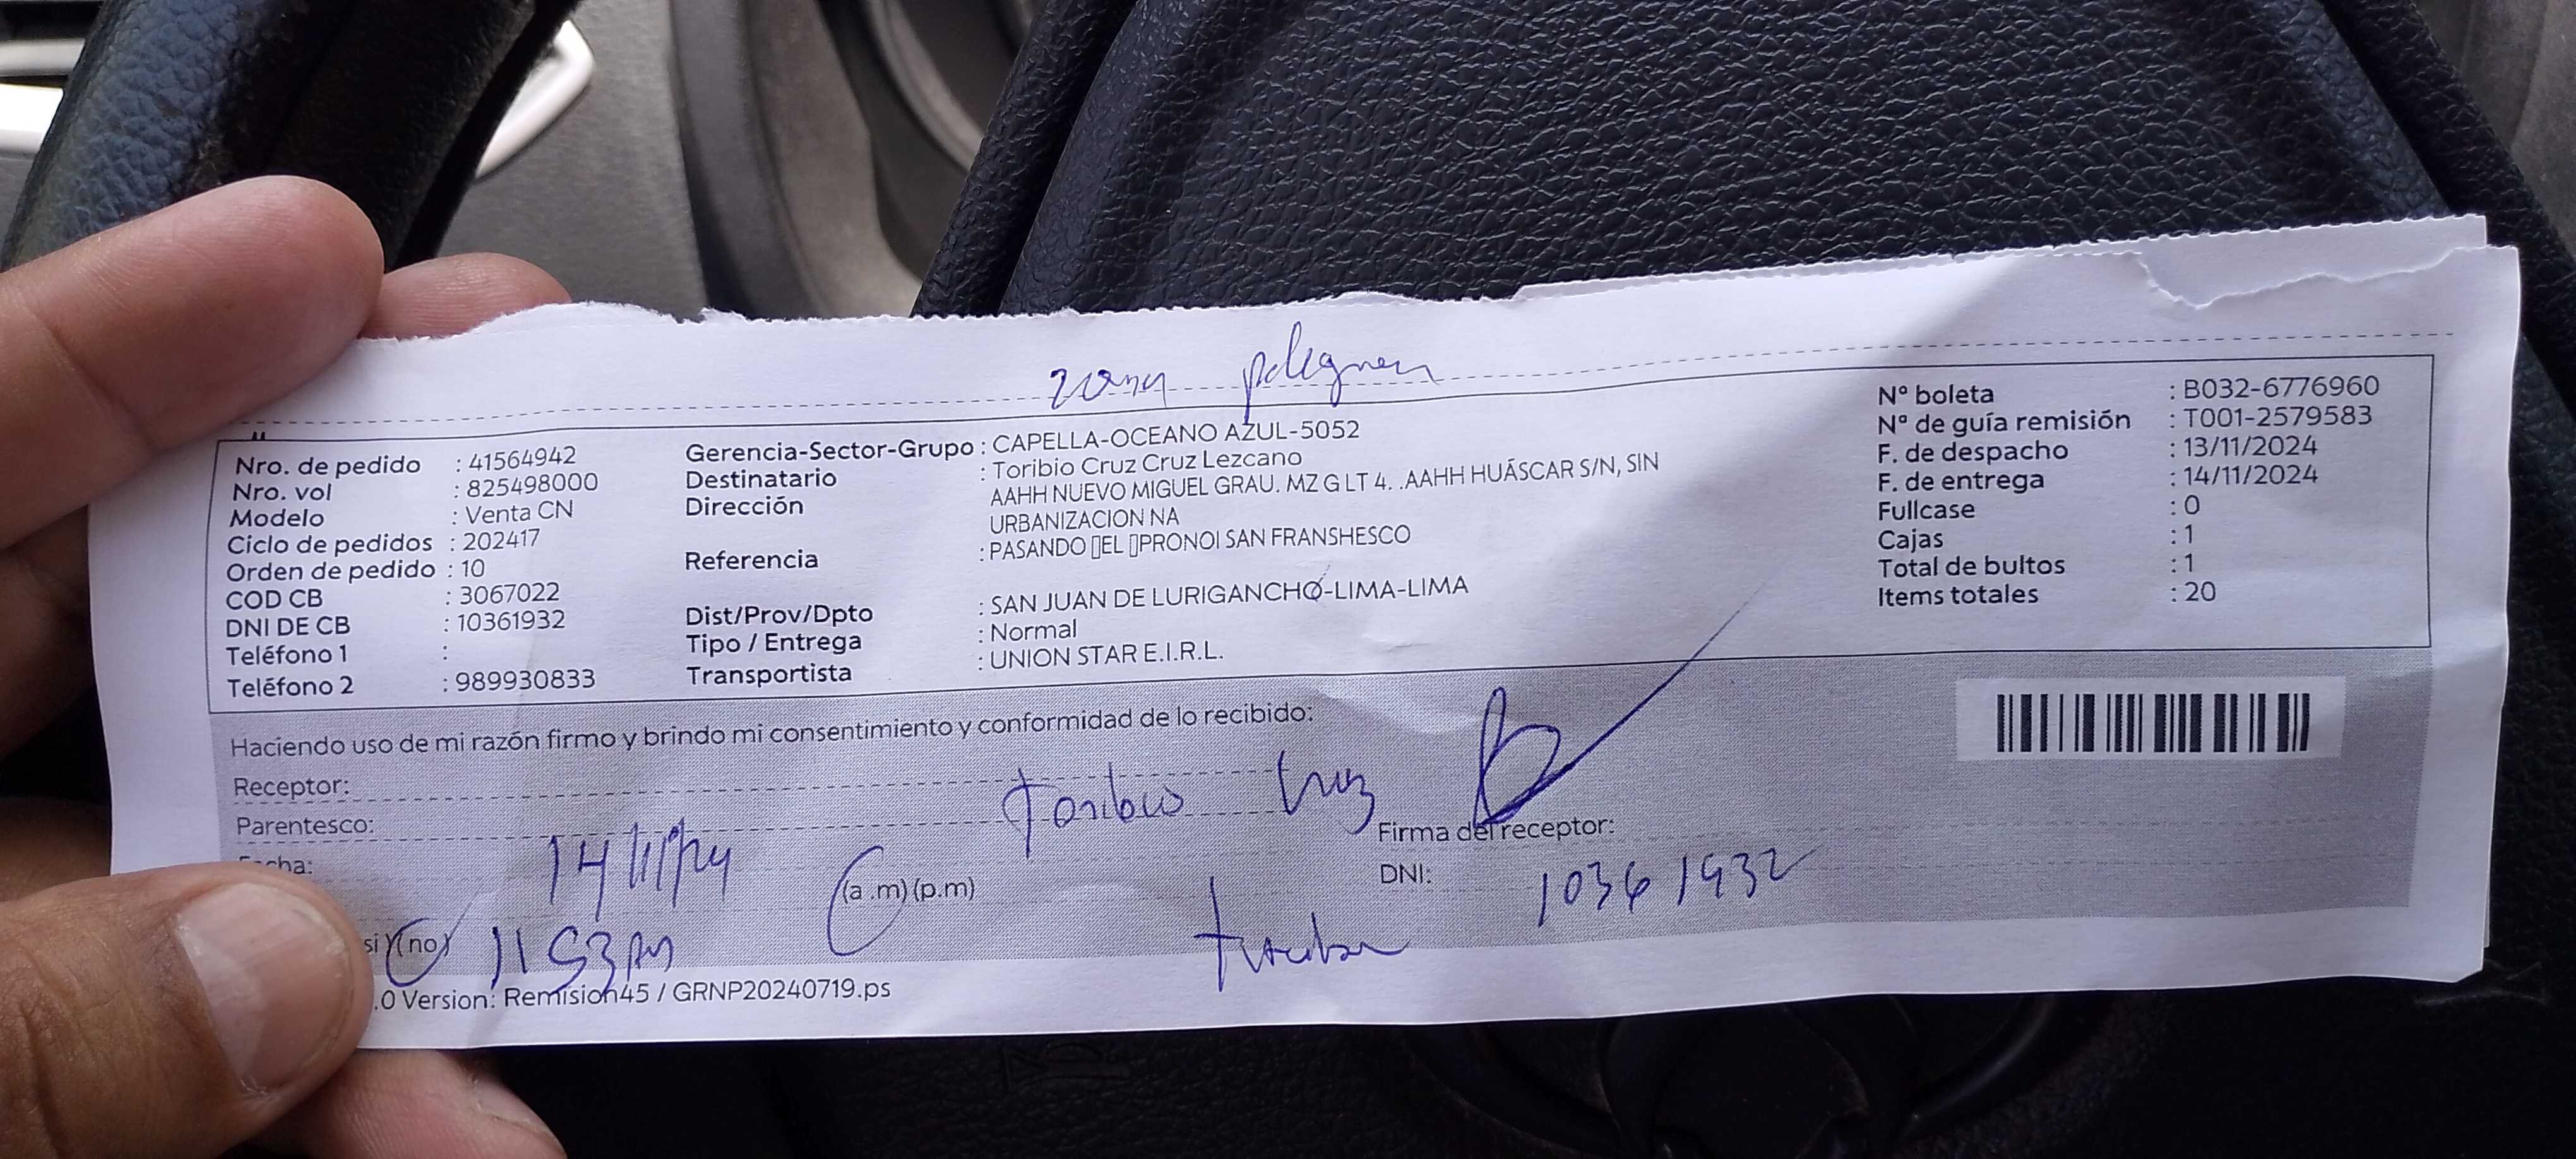 zona peligrosa
Nro. de pedido : 41564942
Nro. vol : 825498000
Modelo : Venta CN
Ciclo de pedidos : 202417
Orden de pedido : 10
COD CB : 3067022
DNI DE CB : 10361932
Teléfono 1 :
Teléfono 2 : 989930833
Gerencia-Sector-Grupo : CAPELLA-OCEANO AZUL-5052
Destinatario : Toribio Cruz Cruz Lezcano
Dirección AAHH NUEVO MIGUEL GRAU. MZ G LT 4. .AAHH HUÁSCAR S/N, SIN
URBANIZACION NA
Referencia : PASANDO ▯EL ▯PRONOI SAN FRANSHESCO
Dist/Prov/Dpto : SAN JUAN DE LURIGANCHO-LIMA-LIMA
Tipo / Entrega : Normal
Transportista : UNION STAR E.I.R.L.
Nº boleta : B032-6776960
Nº de guía remisión : T001-2579583
F. de despacho : 13/11/2024
F. de entrega : 14/11/2024
Fullcase : 0
Cajas : 1
Total de bultos : 1
Items totales : 20
Haciendo uso de mi razón firmo y brindo mi consentimiento y conformidad de lo recibido:
Receptor: Toribio Cruz
Parentesco:
Firma del receptor:
Fecha: 14/11/24 (a .m) (p.m)
DNI: 10361932
si) (no) 11 53 am
.0 Version: Remision45 / GRNP20240719.ps